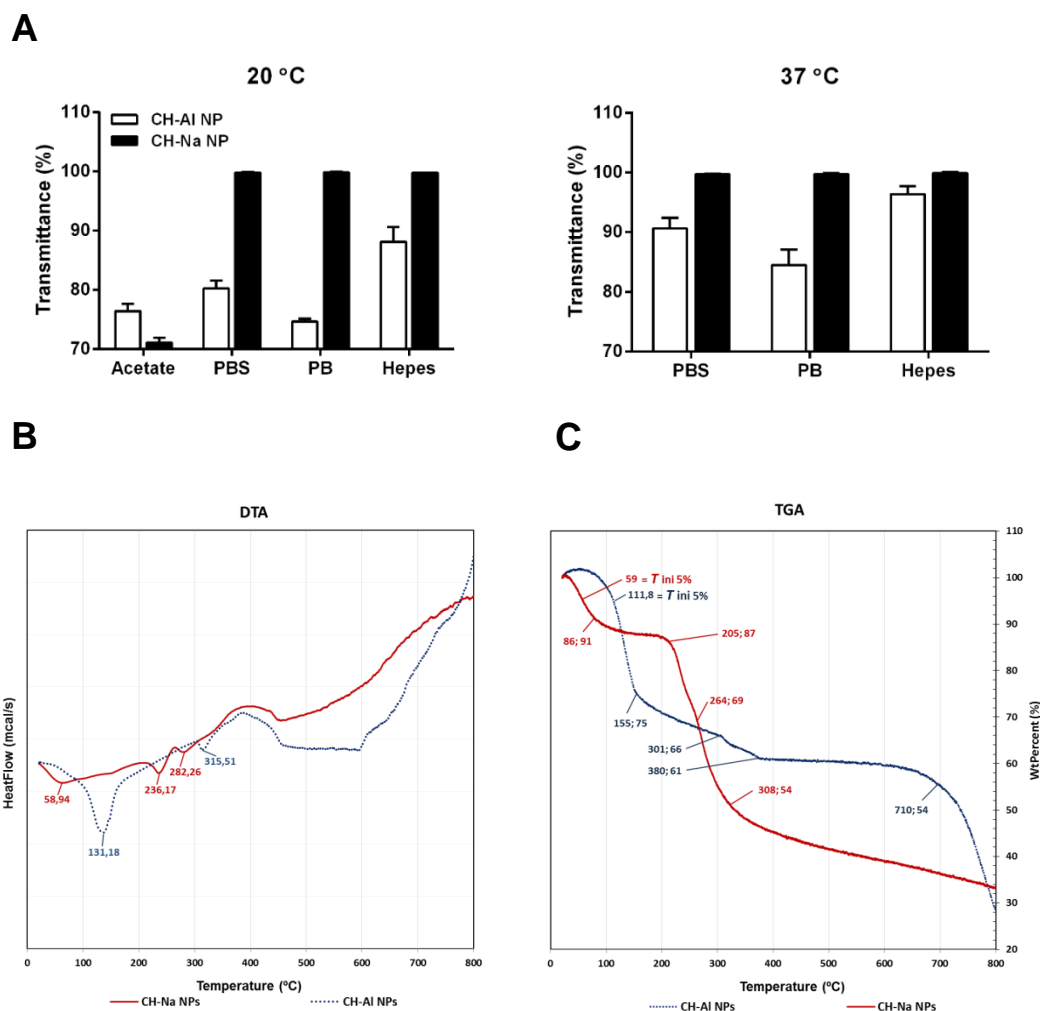 A
20 °C
110
100
90
80
70
Transmittance (%)
CH-Al NP
CH-Na NP
Acetate PBS PB Hepes
37 °C
110
100
90
80
70
Transmittance (%)
PBS PB Hepes
B
DTA
HeatFlow (mcal/s)
58,94
131,18
236,17
282,26
315,51
0 100 200 300 400 500 600 700 800
Temperature (ºC)
CH-Na NPs CH-Al NPs
C
TGA
59 = T ini 5%
111,8 = T ini 5%
86; 91
205; 87
264; 69
155; 75
301; 66
380; 61
308; 54
710; 54
110
100
90
80
70
60
50
40
30
20
WtPercent (%)
0 100 200 300 400 500 600 700 800
Temperature (ºC)
CH-Al NPs CH-Na NPs